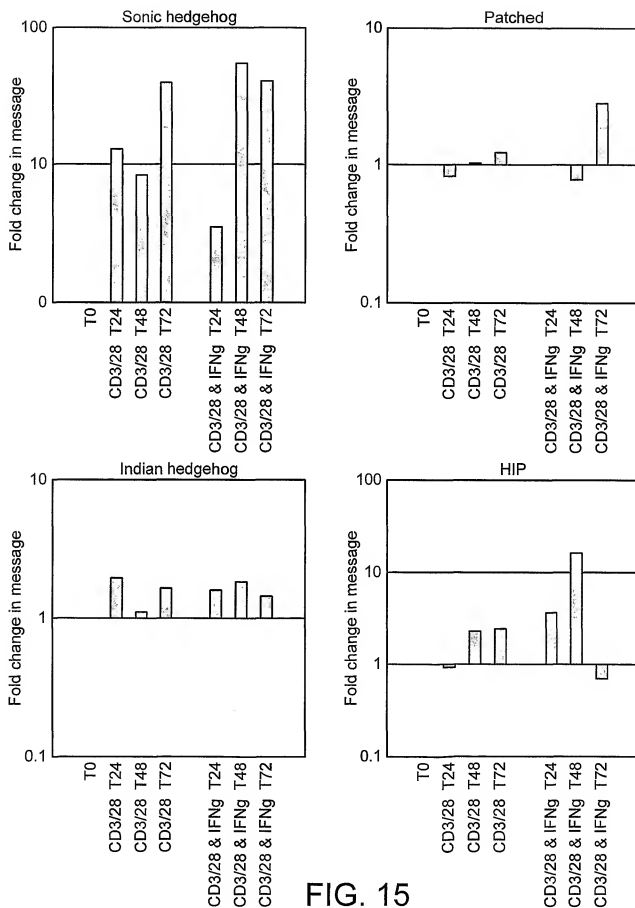 Sonic hedgehog
Fold change in message
100
10
0
T0
CD3/28 T24
CD3/28 T48
CD3/28 T72
CD3/28 & IFNg T24
CD3/28 & IFNg T48
CD3/28 & IFNg T72
Patched
Fold change in message
10
1
0.1
T0
CD3/28 T24
CD3/28 T48
CD3/28 T72
CD3/28 & IFNg T24
CD3/28 & IFNg T48
CD3/28 & IFNg T72
Indian hedgehog
Fold change in message
10
1
0.1
T0
CD3/28 T24
CD3/28 T48
CD3/28 T72
CD3/28 & IFNg T24
CD3/28 & IFNg T48
CD3/28 & IFNg T72
HIP
Fold change in message
100
10
1
0.1
T0
CD3/28 T24
CD3/28 T48
CD3/28 T72
CD3/28 & IFNg T24
CD3/28 & IFNg T48
CD3/28 & IFNg T72
FIG. 15